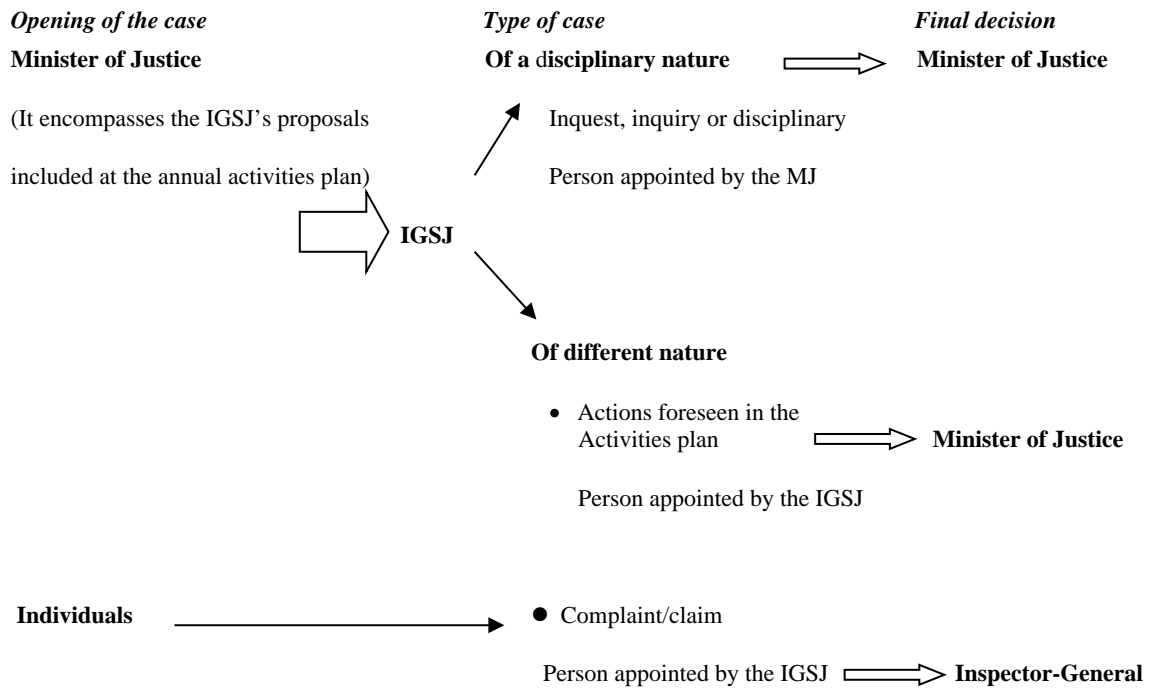 Opening of the case Type of case Final decision
Minister of Justice Of a disciplinary nature Minister of Justice
(It encompasses the IGSJ’s proposals Inquest, inquiry or disciplinary
included at the annual activities plan) Person appointed by the MJ
IGSJ
Of different nature
• Actions foreseen in the
Activities plan Minister of Justice
Person appointed by the IGSJ
Individuals ● Complaint/claim
Person appointed by the IGSJ Inspector-General